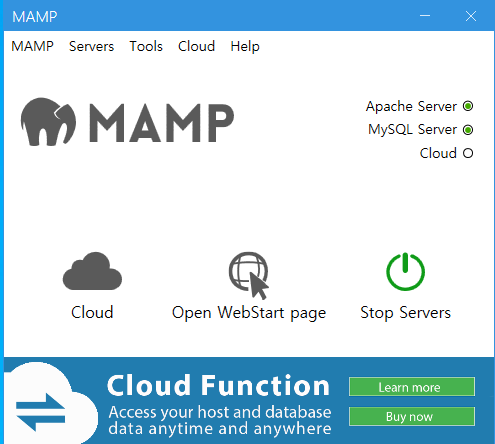 MAMP
MAMP Servers Tools Cloud Help
MAMP
Apache Server
MySQL Server
Cloud
Cloud Open WebStart page Stop Servers
Cloud Function
Access your host and database
data anytime and anywhere
Learn more
Buy now